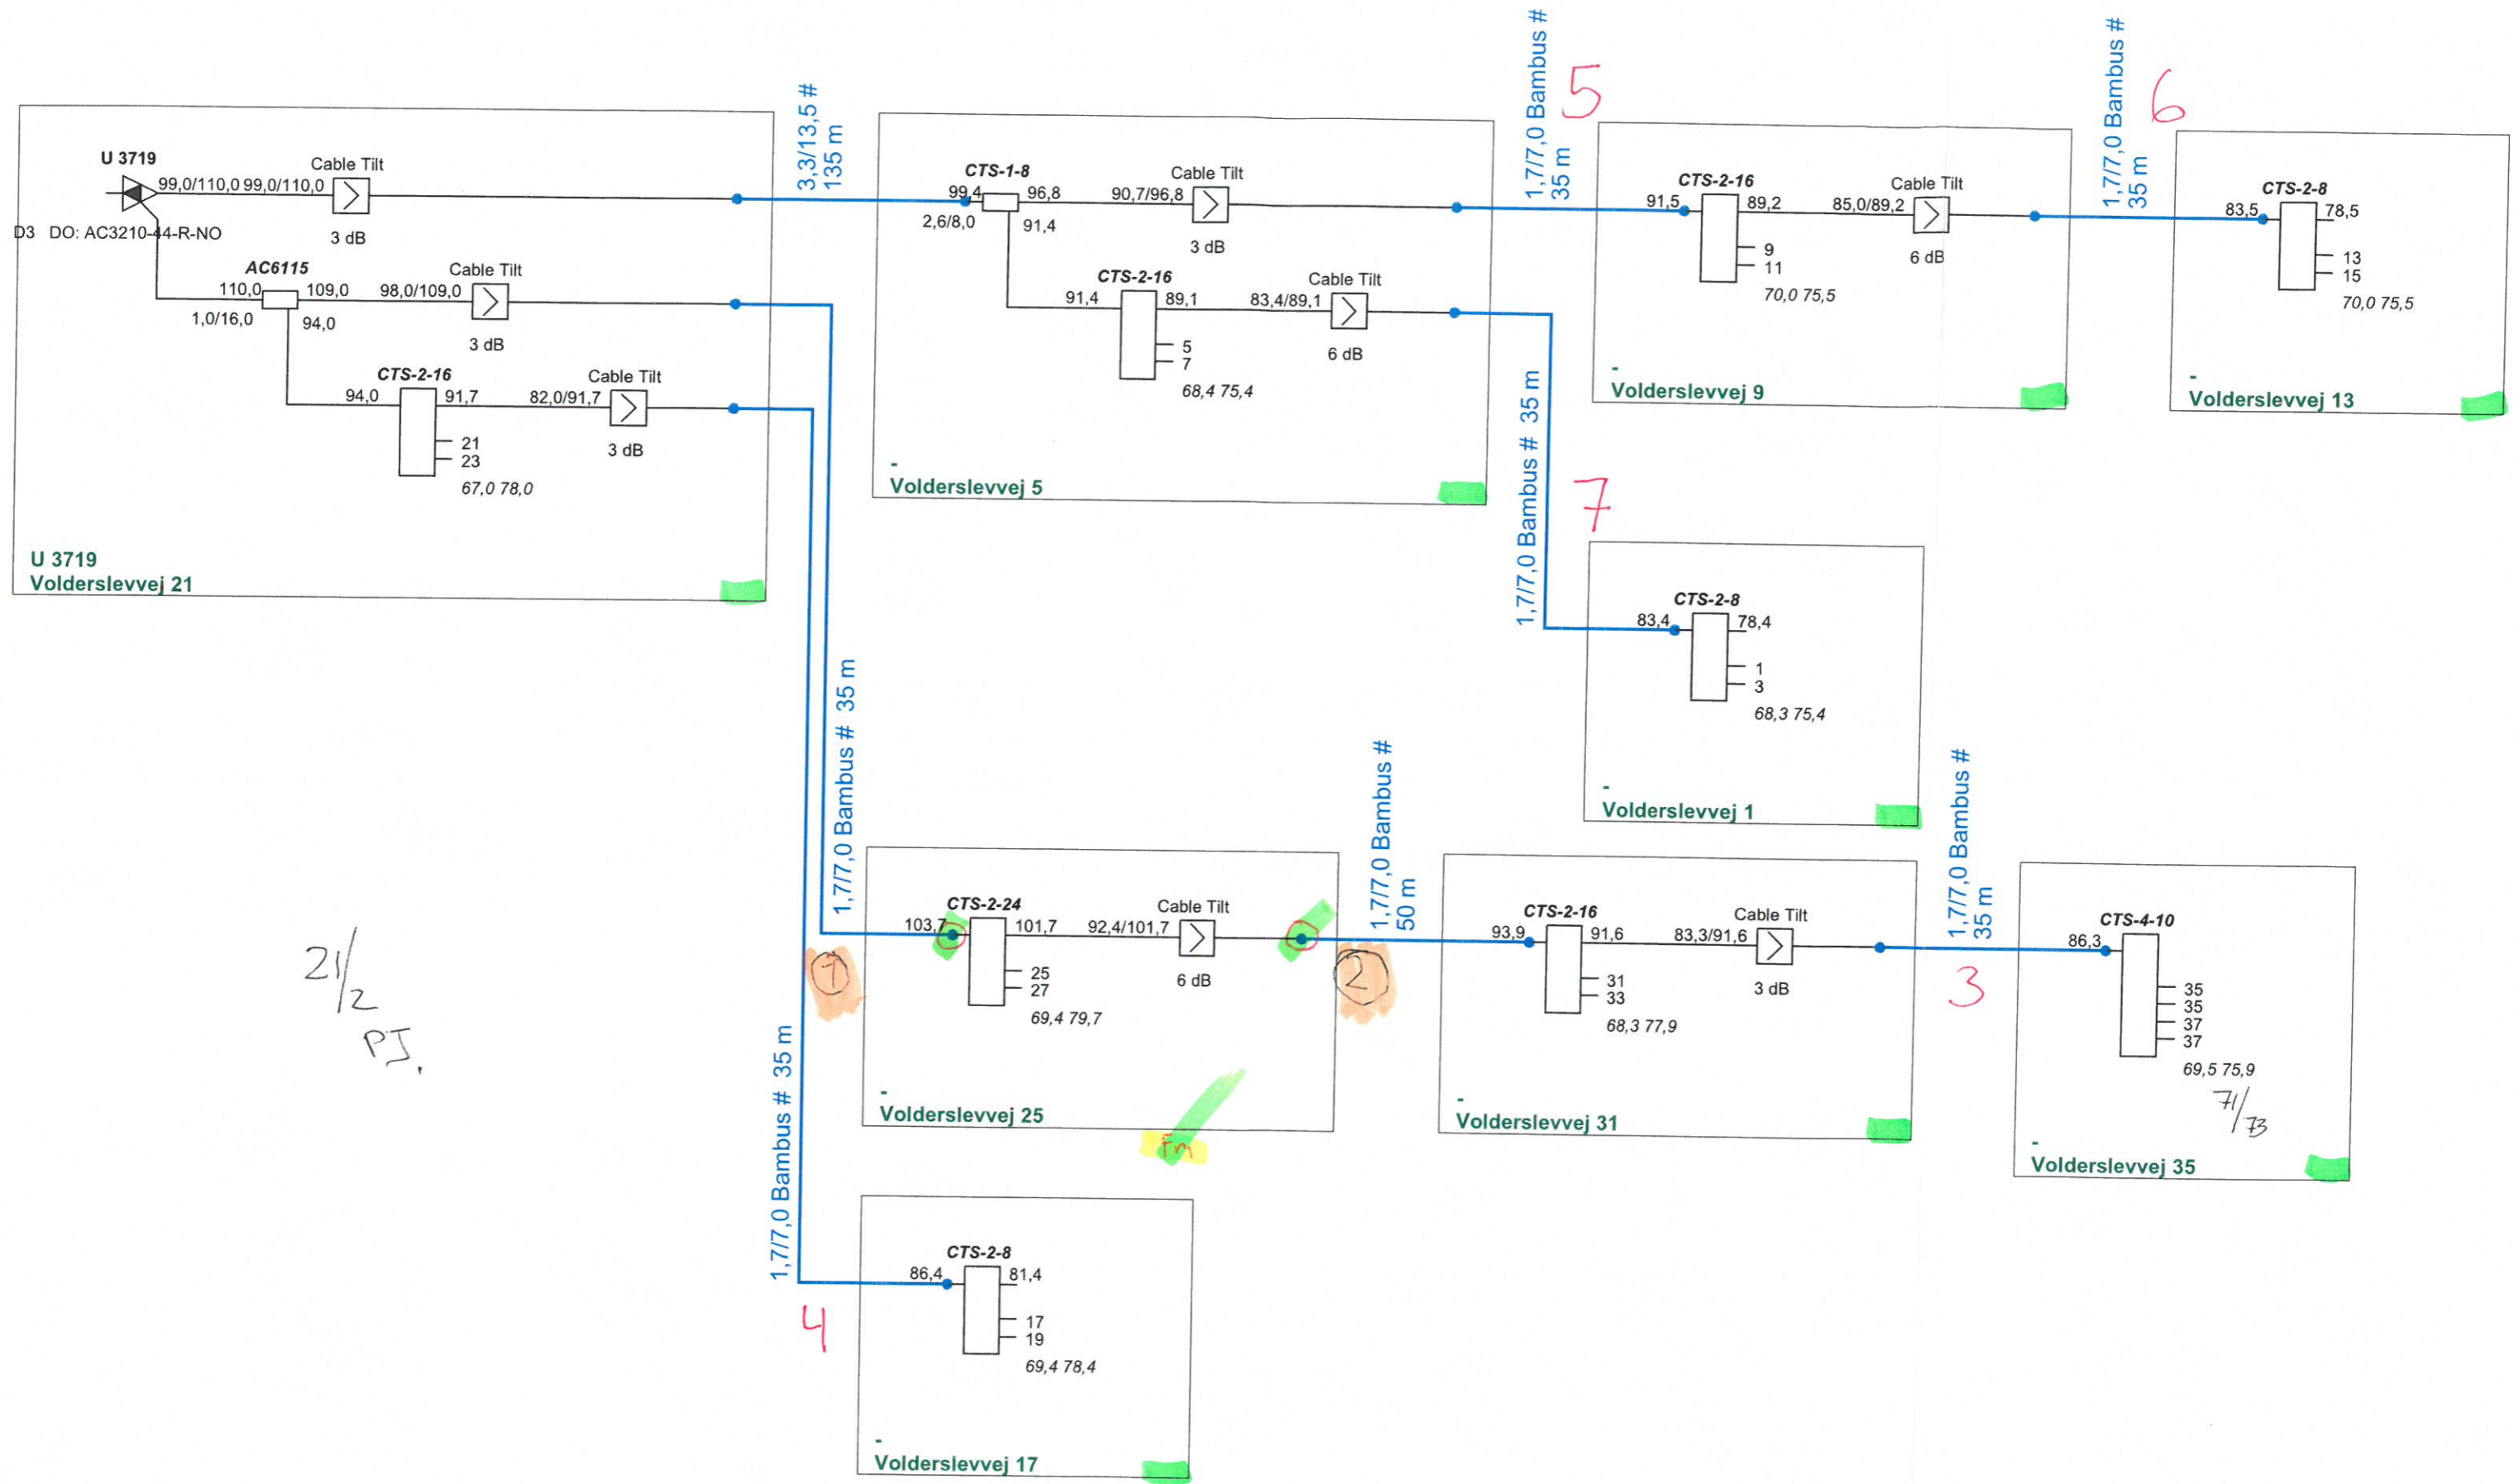 U 3719
99,0/110,0 99,0/110,0
Cable Tilt
3 dB
D3 DO: AC3210-44-R-NO
AC6115
110,0
109,0
98,0/109,0
Cable Tilt
1,0/16,0
94,0
3 dB
CTS-2-16
94,0
91,7
82,0/91,7
Cable Tilt
3 dB
21
23
67,0 78,0
U 3719
Volderslevvej 21
3,3/13,5 #
135 m
CTS-1-8
99,4
96,8
90,7/96,8
Cable Tilt
2,6/8,0
91,4
3 dB
CTS-2-16
91,4
89,1
83,4/89,1
Cable Tilt
6 dB
5
7
68,4 75,4
-
Volderslevvej 5
1,7/7,0 Bambus #
35 m
5
CTS-2-16
91,5
89,2
85,0/89,2
Cable Tilt
6 dB
9
11
70,0 75,5
-
Volderslevvej 9
1,7/7,0 Bambus #
35 m
6
CTS-2-8
83,5
78,5
13
15
70,0 75,5
-
Volderslevvej 13
1,7/7,0 Bambus # 35 m
7
CTS-2-8
83,4
78,4
1
3
68,3 75,4
-
Volderslevvej 1
1,7/7,0 Bambus # 35 m
1
CTS-2-24
103,7
101,7
92,4/101,7
Cable Tilt
6 dB
25
27
69,4 79,7
-
Volderslevvej 25
Fm
1,7/7,0 Bambus #
50 m
2
CTS-2-16
93,9
91,6
83,3/91,6
Cable Tilt
3 dB
31
33
68,3 77,9
-
Volderslevvej 31
1,7/7,0 Bambus #
35 m
3
CTS-4-10
86,3
35
35
37
37
69,5 75,9
71/73
-
Volderslevvej 35
21/2
PJ.
1,7/7,0 Bambus # 35 m
4
CTS-2-8
86,4
81,4
17
19
69,4 78,4
-
Volderslevvej 17